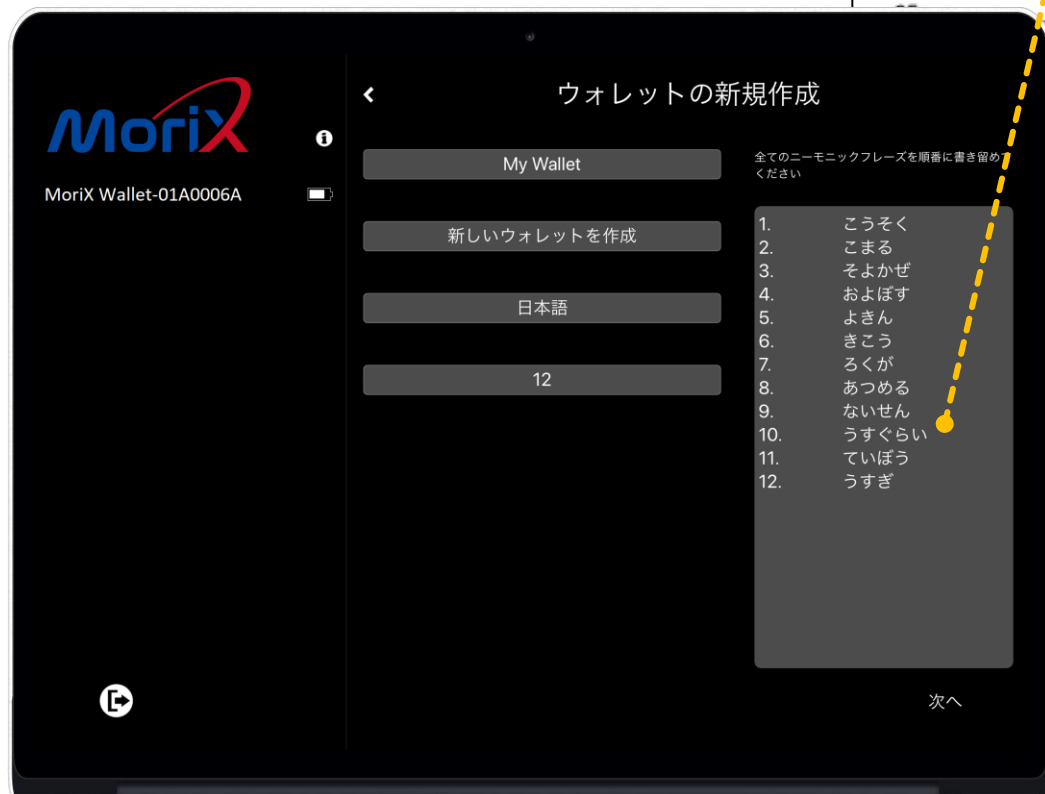 MoriX
MoriX Wallet-01A0006A
ウォレットの新規作成
My Wallet
新しいウォレットを作成
日本語
12
全てのニーモニックフレーズを順番に書き留めて
ください
1. こうそく
2. こまる
3. そよかぜ
4. およぼす
5. よきん
6. きこう
7. ろくが
8. あつめる
9. ないせん
10. うすぐらい
11. ていぼう
12. うすぎ
次へ